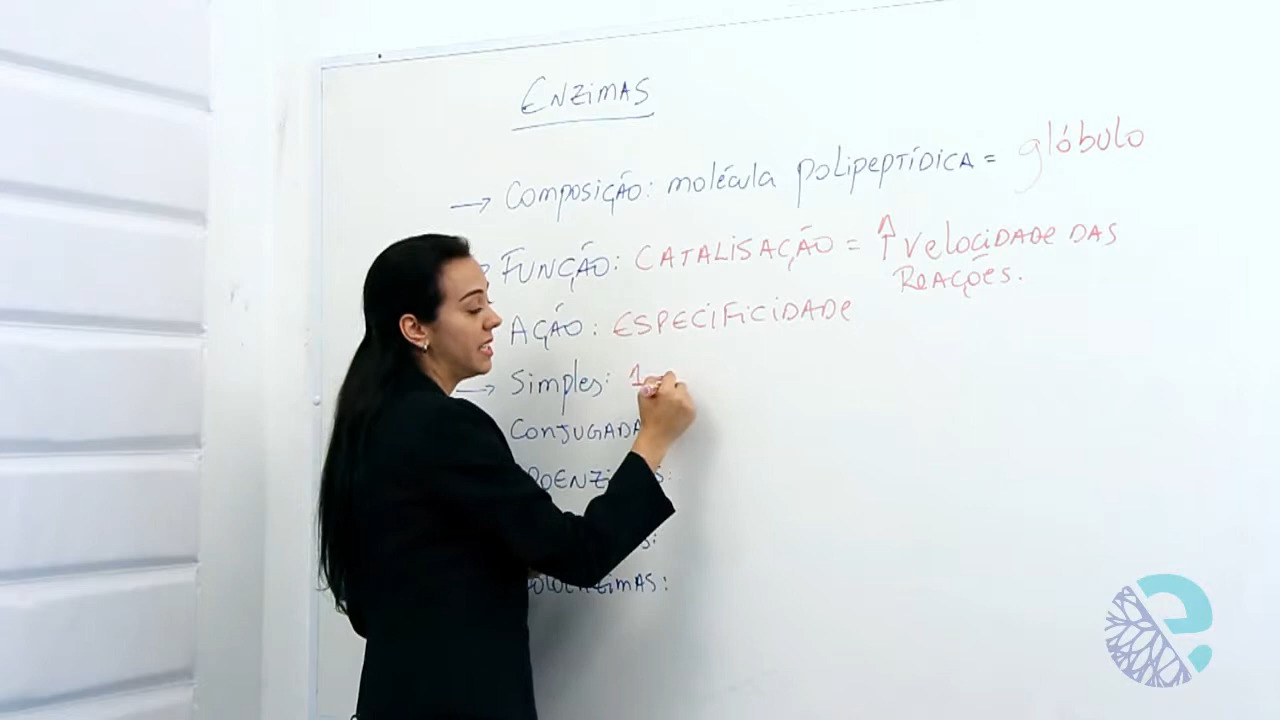 ENZIMAS
→ COMPOSIÇÃO: molécula POLIPEPTÍDICA = glóbulo
FUNÇÃO: CATALISAÇÃO = ↑ velocIDADE DAS
REAÇÕES.
AÇÃO: ESPECIFICIDADE
→ Simples: 1
CONJUGADA